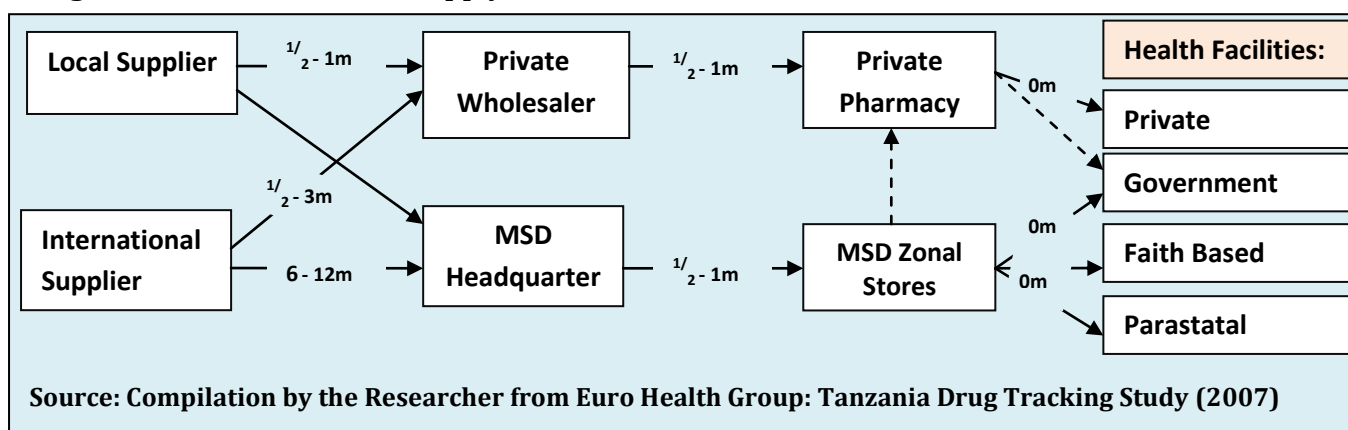 Local Supplier
1/2 - 1m
Private
Wholesaler
1/2 - 1m
Private
Pharmacy
Health Facilities:
0m
Private
Government
1/2 - 3m
0m
International
Supplier
6 - 12m
MSD
Headquarter
1/2 - 1m
MSD Zonal
Stores
0m
Faith Based
Parastatal
Source: Compilation by the Researcher from Euro Health Group: Tanzania Drug Tracking Study (2007)